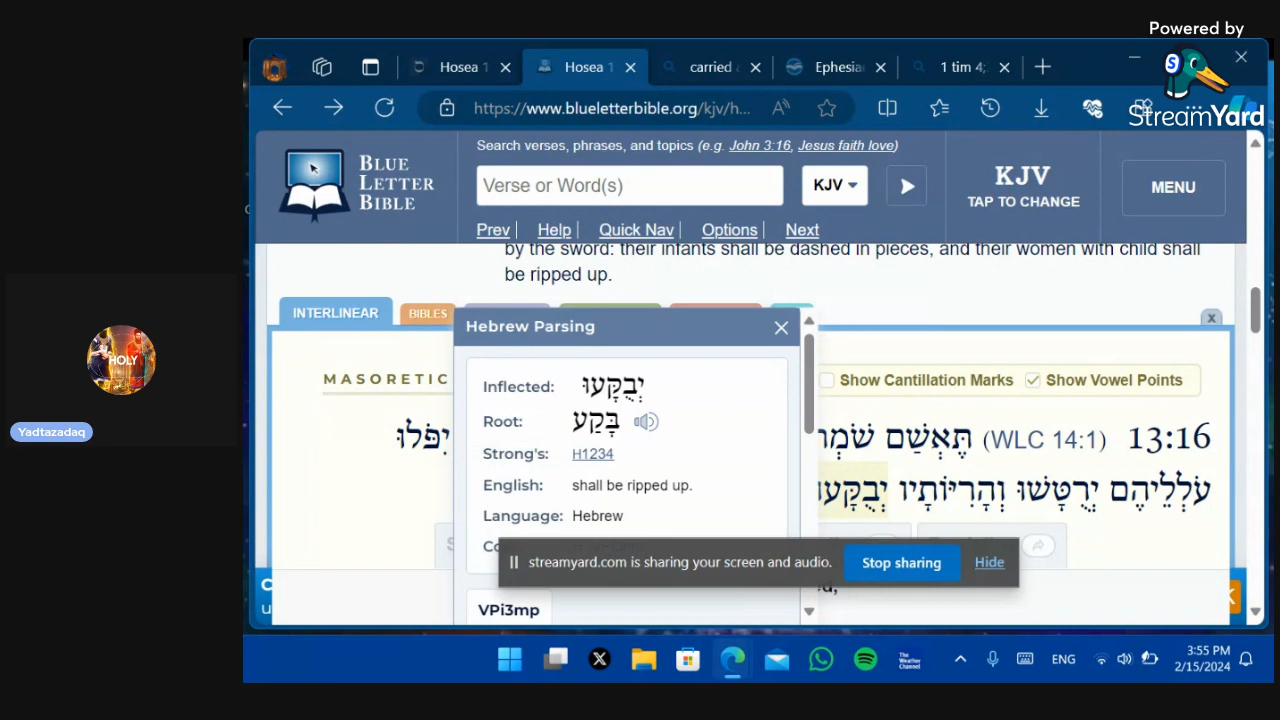 Powered by
StreamYard
Hosea 1
Hosea 1
carried
Ephesia
1 tim 4;
https://www.blueletterbible.org/kjv/h...
BLUE
LETTER
BIBLE
Search verses, phrases, and topics (e.g. John 3:16, Jesus faith love)
Verse or Word(s)
KJV
KJV
TAP TO CHANGE
MENU
Prev
Help
Quick Nav
Options
Next
by the sword: their infants shall be dashed in pieces, and their women with child shall
be ripped up.
INTERLINEAR
BIBLES
Hebrew Parsing
MASORETIC
Show Cantillation Marks
Show Vowel Points
Inflected: יְבֻקָּעוּ
Root: בָּקַע
Strong's: H1234
English: shall be ripped up.
Language: Hebrew
VPi3mp
13:16 (WLC 14:1) תֶּאְשַׁם
יִפֹּלוּ
עֹלְלֵיהֶם יְרֻטָּשׁוּ וְהָרִיּוֹתָיו
streamyard.com is sharing your screen and audio.
Stop sharing
Hide
HOLY
Yadtazadaq
The
Weather
Channel
ENG
3:55 PM
2/15/2024